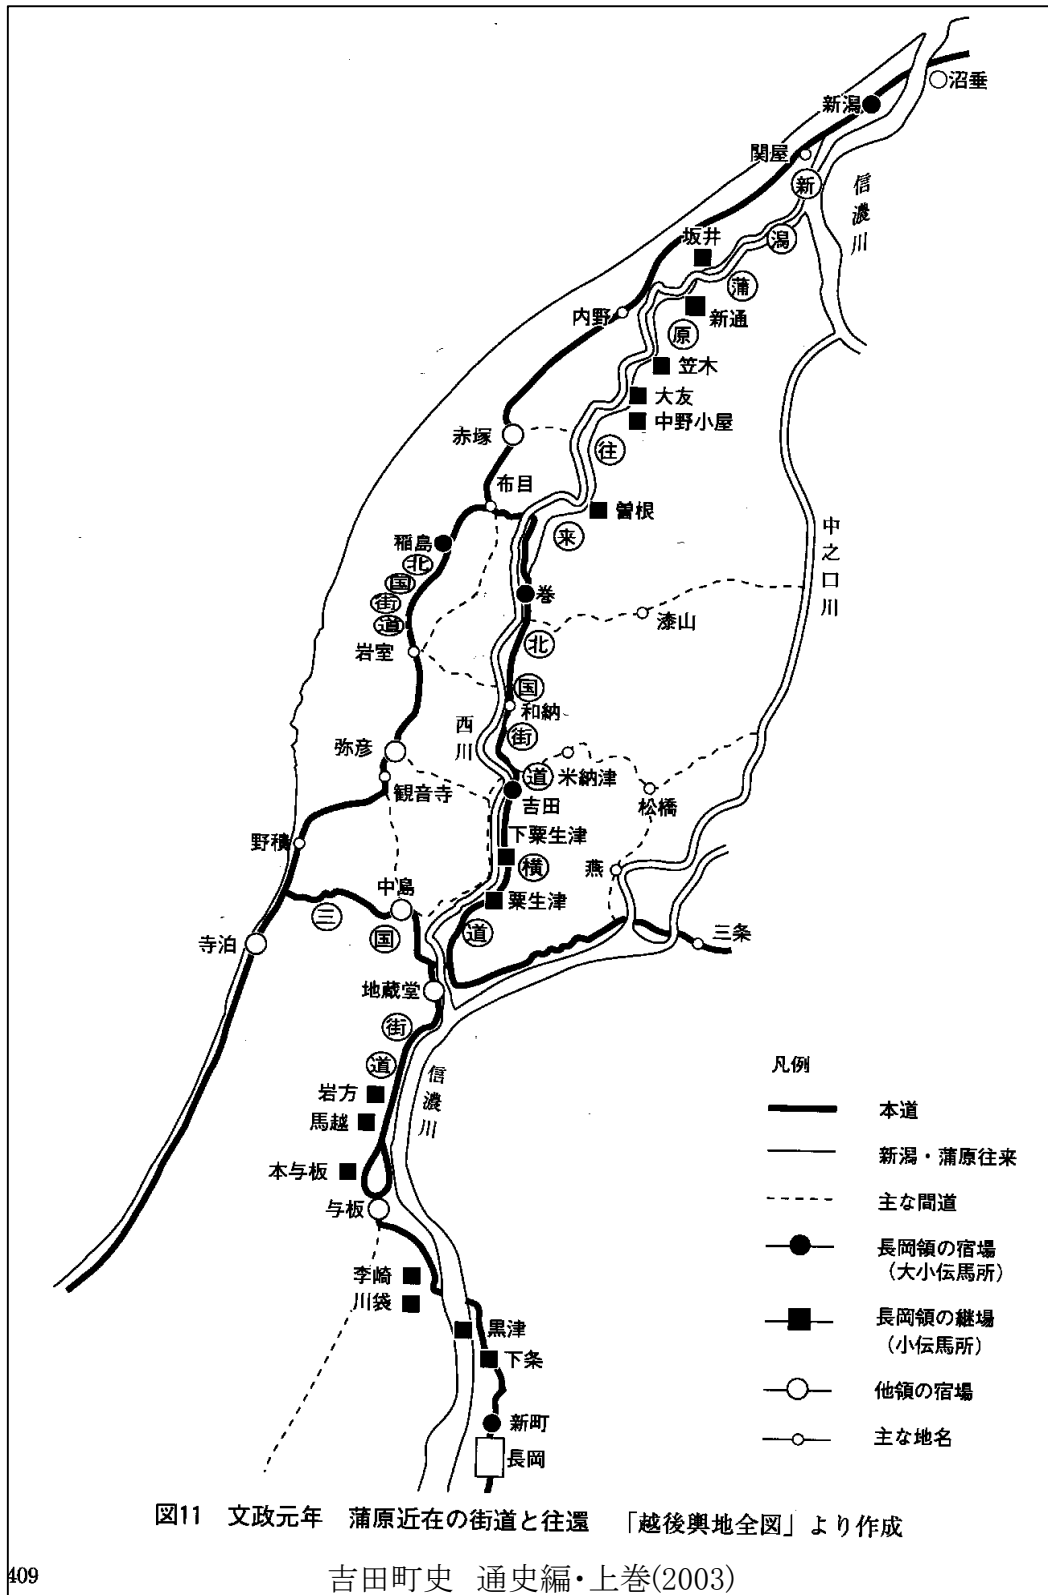 沼垂
新潟
関屋
新潟蒲原往来
信濃川
坂井
内野
新通
笠木
大友
中野小屋
赤塚
布目
曽根
中之口川
稲島
北国街道
巻
漆山
岩室
北国街道
和納
西川
弥彦
米納津
観音寺
吉田
松橋
野積
下粟生津
横道
燕
中島
粟生津
三国街道
寺泊
三条
地蔵堂
信濃川
岩方
馬越
本与板
与板
李崎
川袋
黒津
下条
新町
長岡
凡例
本道
新潟・蒲原往来
主な間道
長岡領の宿場
(大小伝馬所)
長岡領の継場
(小伝馬所)
他領の宿場
主な地名
図11 文政元年 蒲原近在の街道と往還 「越後輿地全図」より作成
409
吉田町史 通史編・上巻(2003)